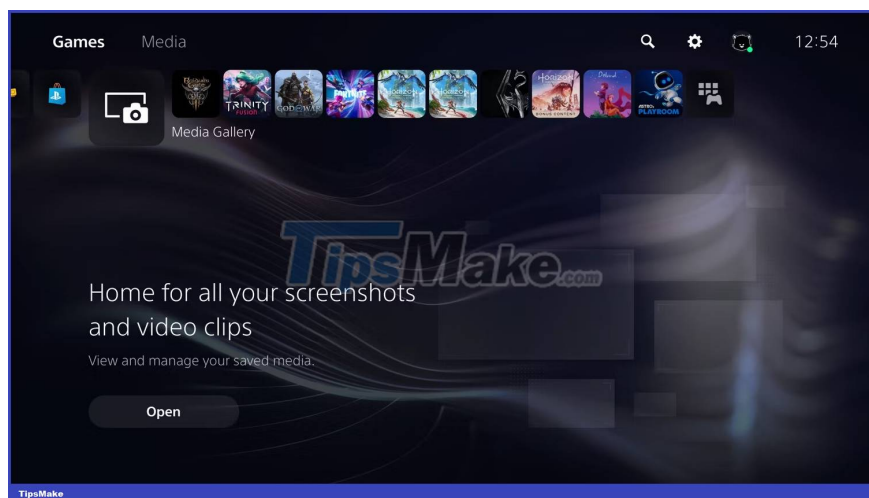 Games Media 12:54
TRINITY
FUSION
GOD OF WAR
FORTNITE
HORIZON
HORIZON
HORIZON
BONUS CONTENT
ASTRO's
PLAYROOM
Media Gallery
TipsMake.com
Home for all your screenshots
and video clips
View and manage your saved media.
Open
TipsMake